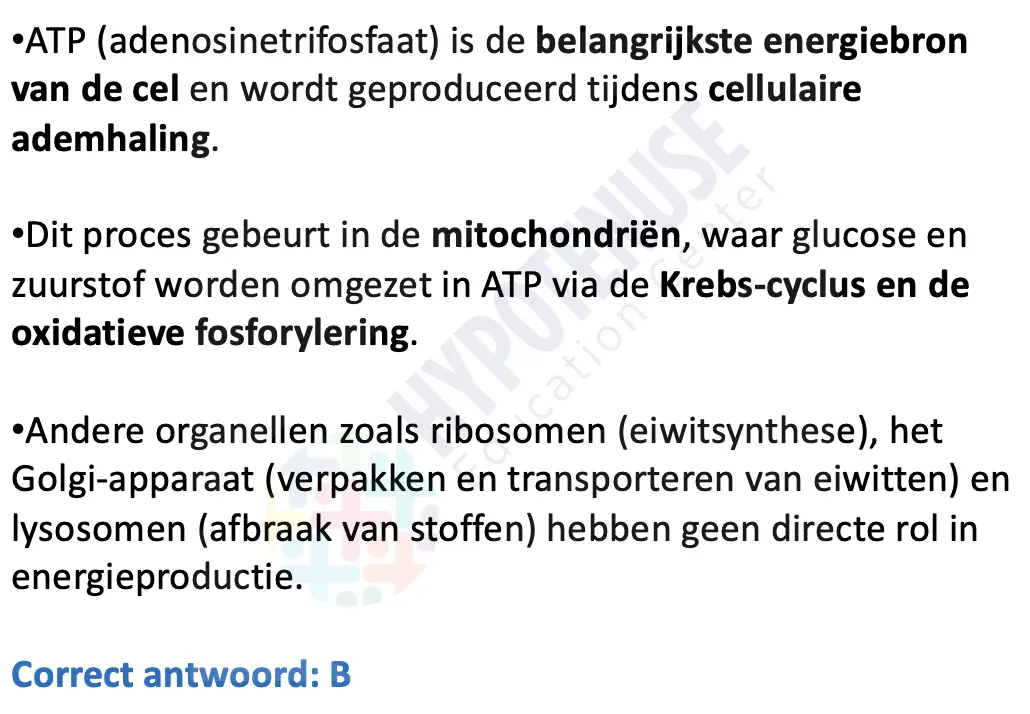 •ATP (adenosinetrifosfaat) is de belangrijkste energiebron
van de cel en wordt geproduceerd tijdens cellulaire
ademhaling.
•Dit proces gebeurt in de mitochondriën, waar glucose en
zuurstof worden omgezet in ATP via de Krebs-cyclus en de
oxidatieve fosforylering.
•Andere organellen zoals ribosomen (eiwitsynthese), het
Golgi-apparaat (verpakken en transporteren van eiwitten) en
lysosomen (afbraak van stoffen) hebben geen directe rol in
energieproductie.
Correct antwoord: B
HYPOTENUSE
Education Center